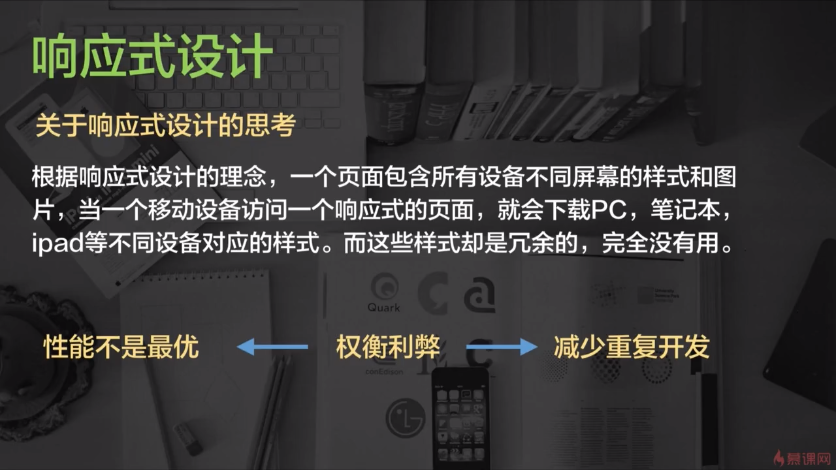 响应式设计
关于响应式设计的思考
根据响应式设计的理念，一个页面包含所有设备不同屏幕的样式和图
片，当一个移动设备访问一个响应式的页面，就会下载PC，笔记本，
ipad等不同设备对应的样式。而这些样式却是冗余的，完全没有用。
Quark
性能不是最优
权衡利弊
减少重复开发
LG
慕课网